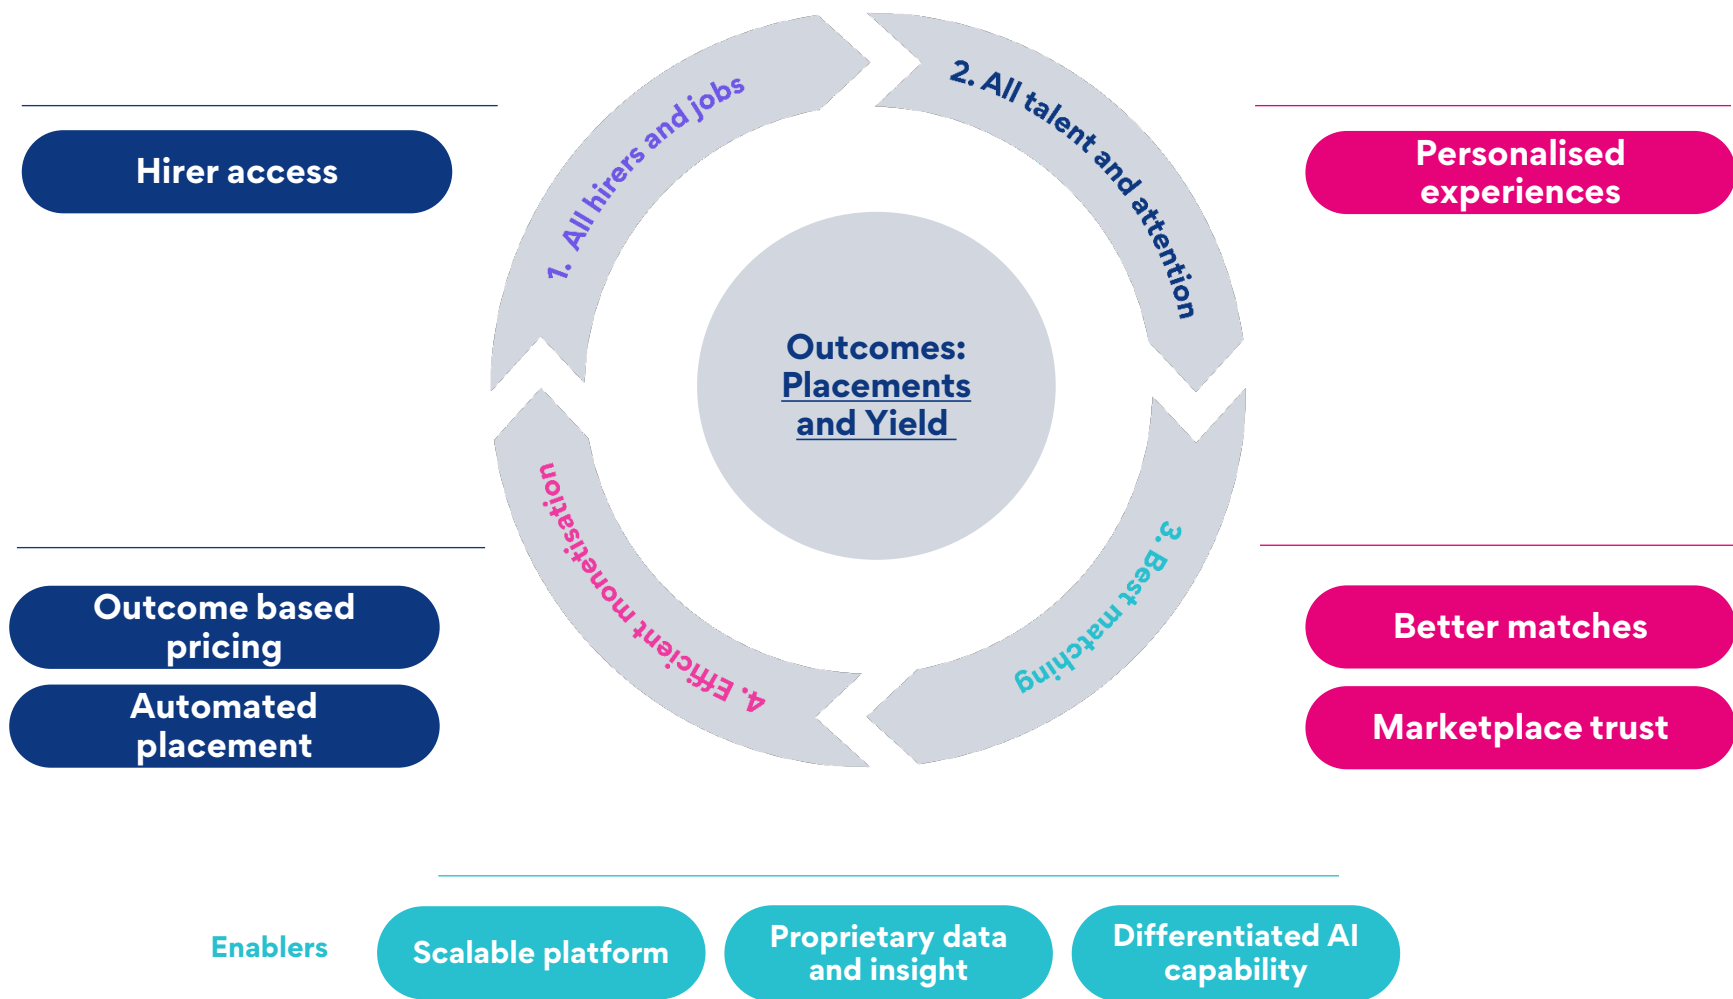 1. All hirers and jobs
2. All talent and attention
Hirer access
Personalised
experiences
Outcomes:
Placements
and Yield
4. Efficient monetisation
3. Best matching
Outcome based
pricing
Automated
placement
Better matches
Marketplace trust
Enablers
Scalable platform
Proprietary data
and insight
Differentiated AI
capability